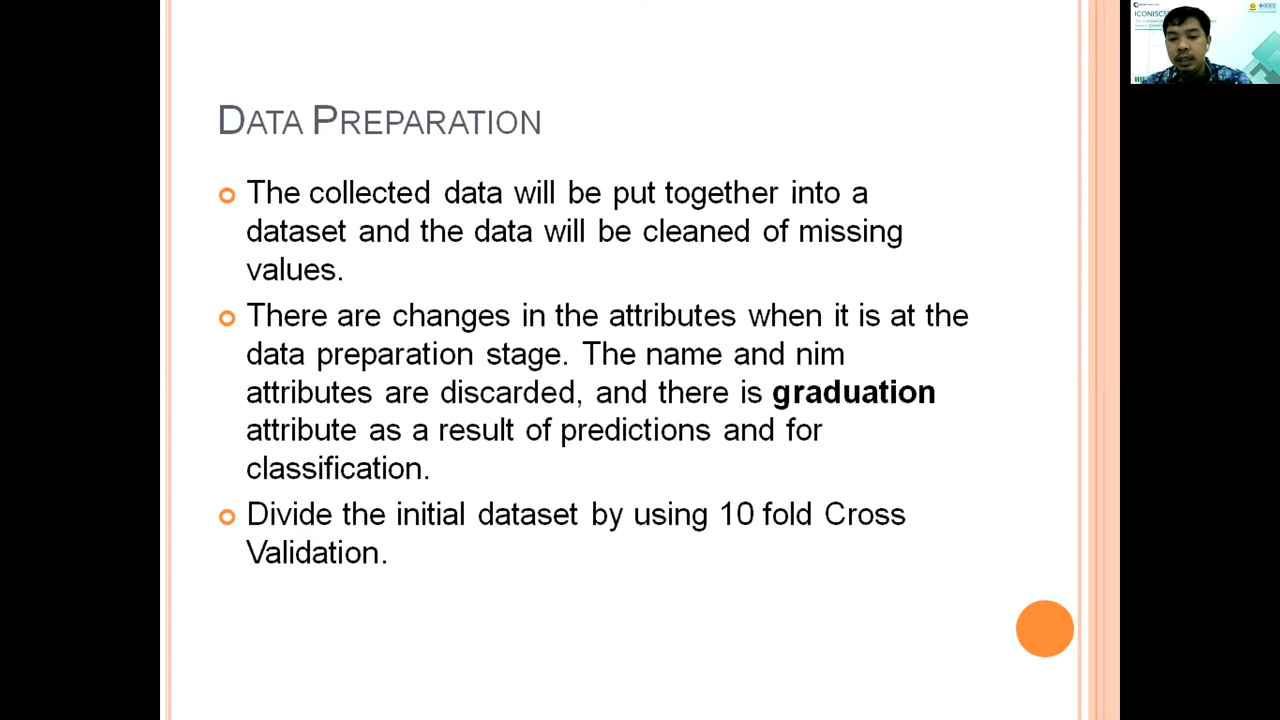 DATA PREPARATION
The collected data will be put together into a
dataset and the data will be cleaned of missing
values.
There are changes in the attributes when it is at the
data preparation stage. The name and nim
attributes are discarded, and there is graduation
attribute as a result of predictions and for
classification.
Divide the initial dataset by using 10 fold Cross
Validation.
IEEE